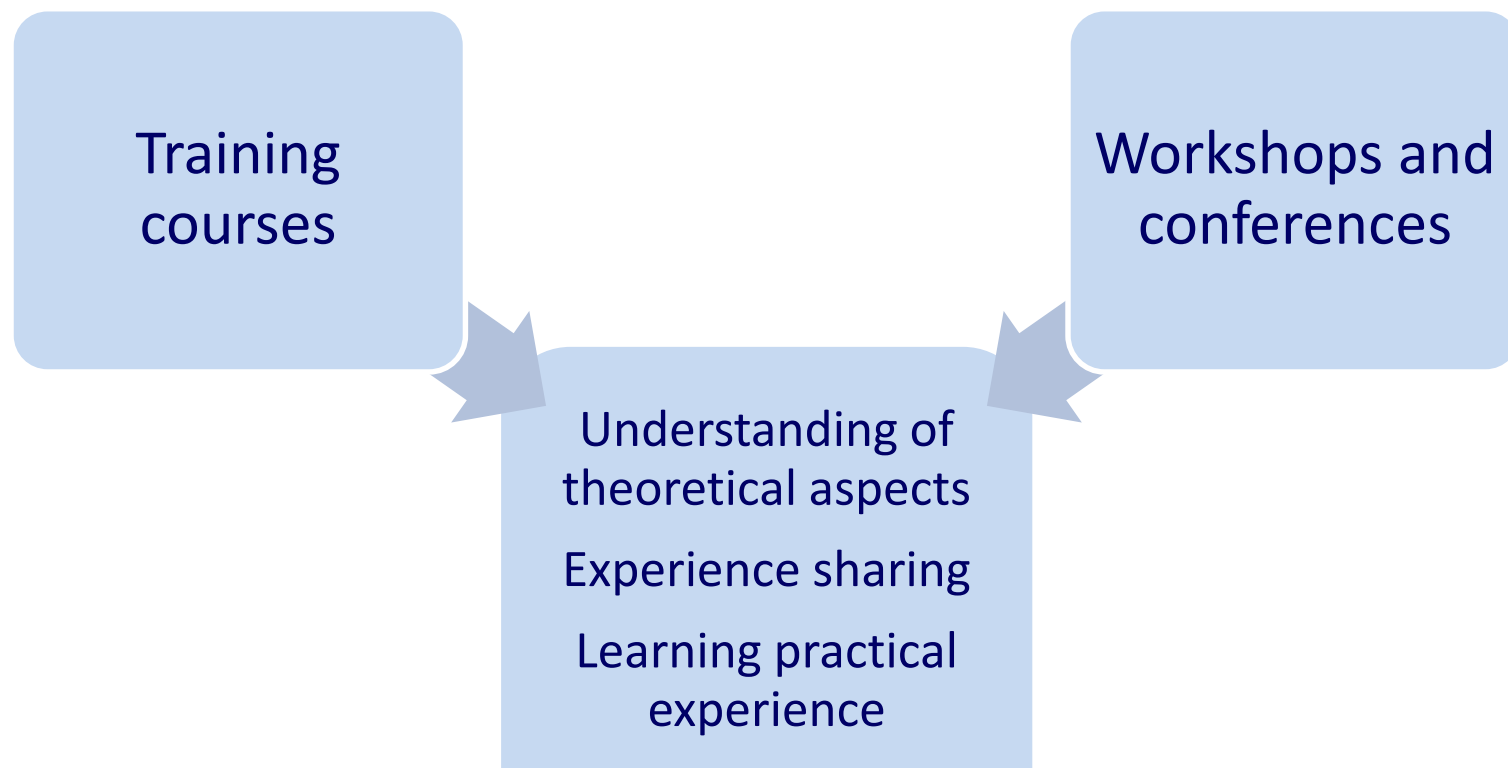 Training
courses
Workshops and
conferences
Understanding of
theoretical aspects
Experience sharing
Learning practical
experience